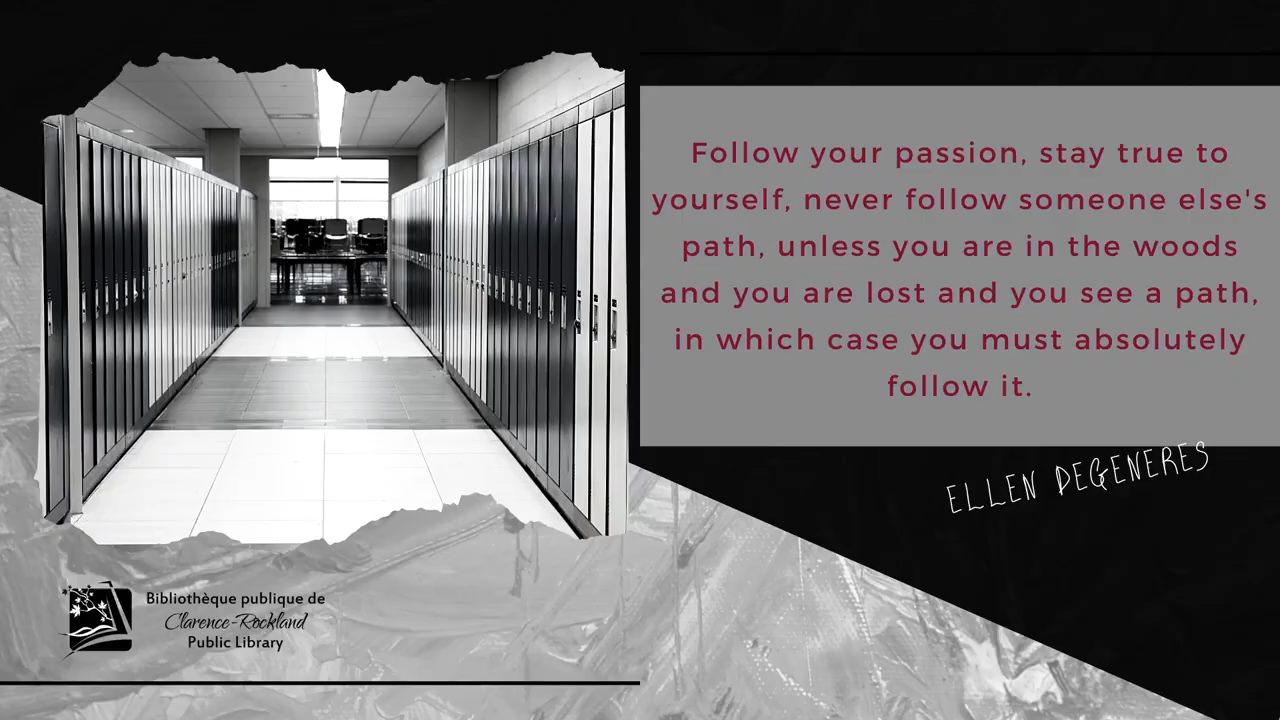 Follow your passion, stay true to
yourself, never follow someone else's
path, unless you are in the woods
and you are lost and you see a path,
in which case you must absolutely
follow it.
ELLEN DEGENERES
Bibliothèque publique de
Clarence-Rockland
Public Library